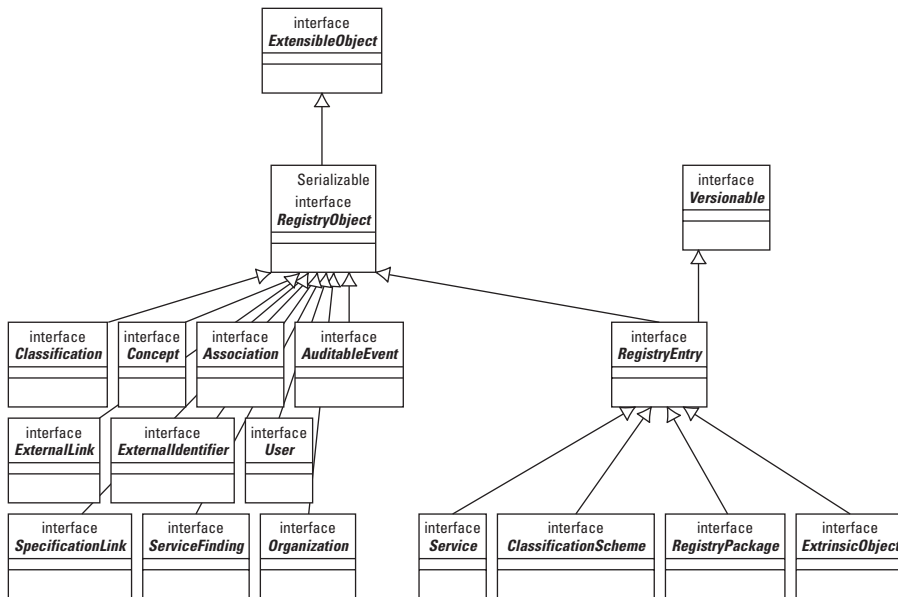 interface
ExtensibleObject
Serializable
interface
RegistryObject
interface
Versionable
interface
Classification
interface
Concept
interface
Association
interface
AuditableEvent
interface
RegistryEntry
interface
ExternalLink
interface
ExternalIdentifier
interface
User
interface
SpecificationLink
interface
ServiceFinding
interface
Organization
interface
Service
interface
ClassificationScheme
interface
RegistryPackage
interface
ExtrinsicObject